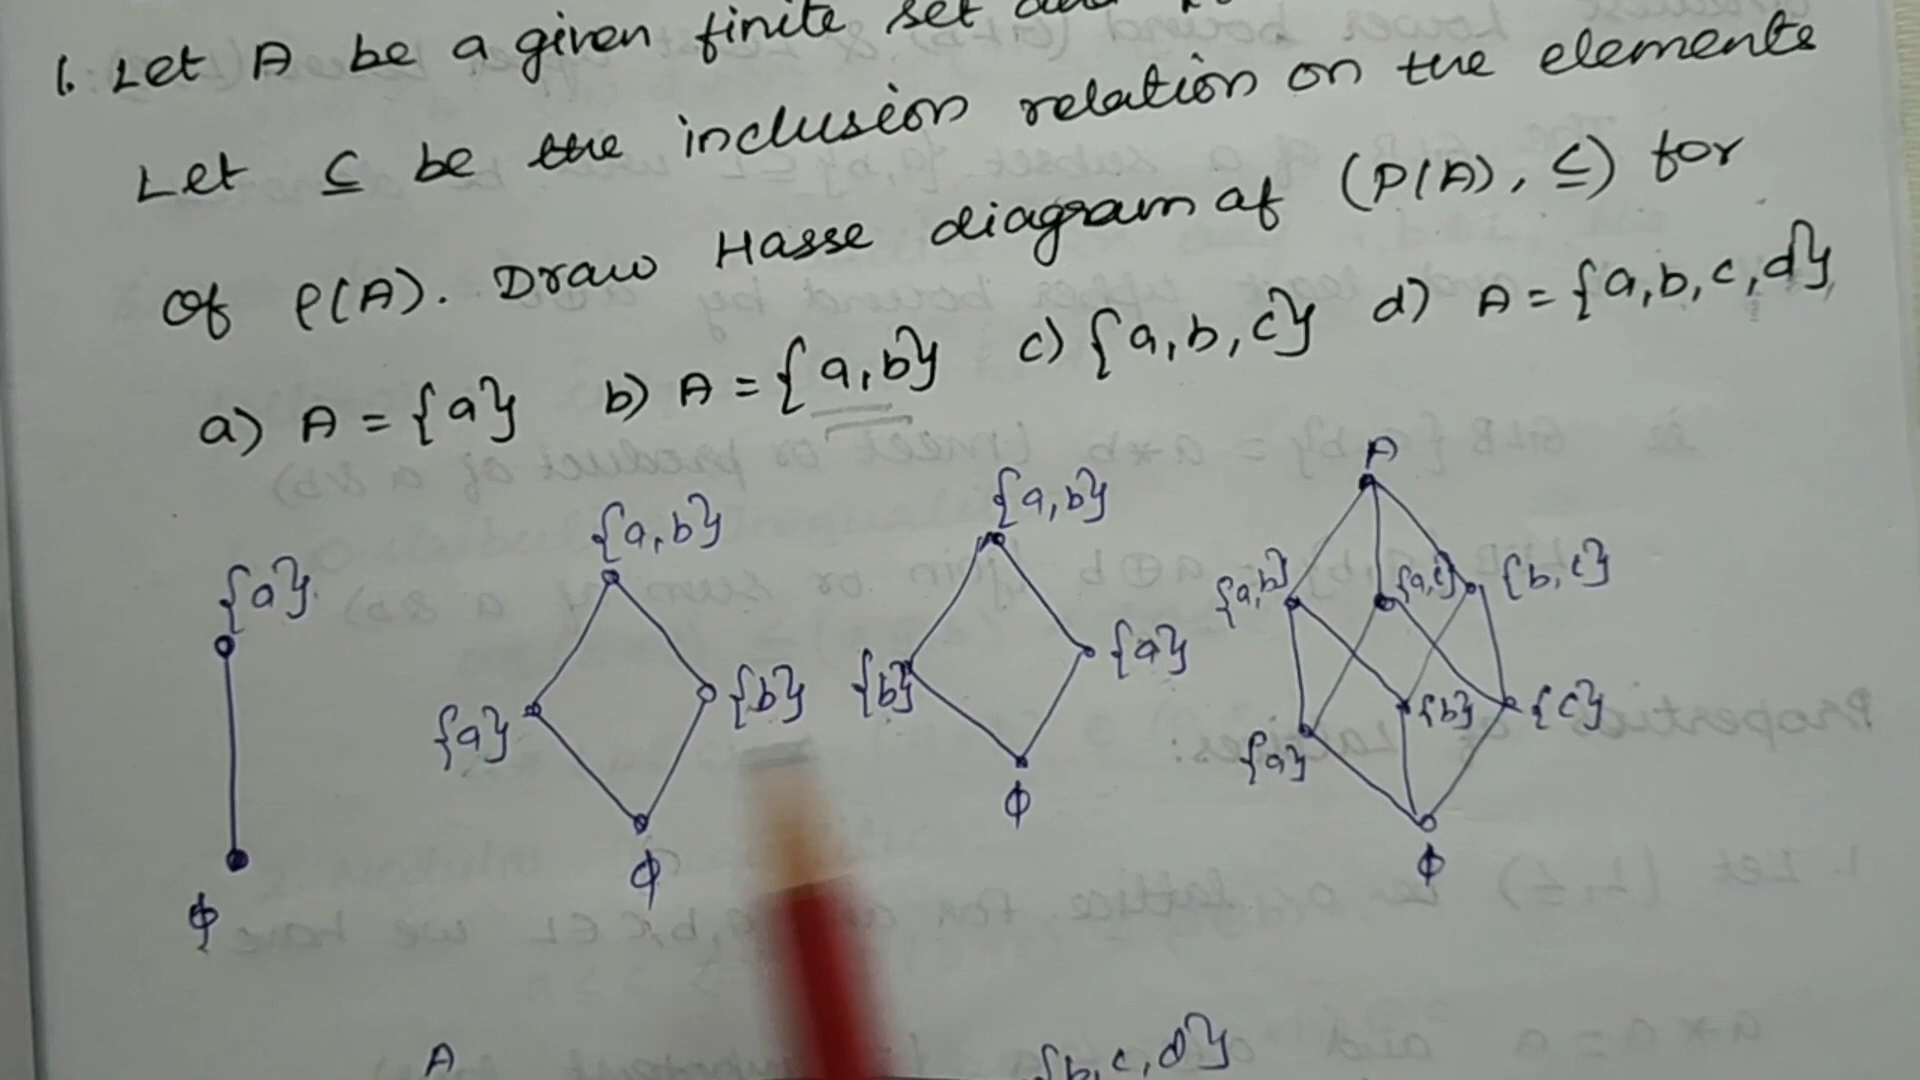 1. Let A be a given finite set
Let ⊆ be the inclusion relation on the elements
of ρ(A). Draw Hasse diagram of (P(A), ⊆) for
a) A = {a} b) A = {a,b} c) {a,b,c} d) A = {a,b,c,d},
A
{a,b} {a,b}
{a} {a,b} {a,c} {b,c}
{a} {b} {b} {a}
{a} {b} {c}
ϕ ϕ ϕ ϕ
A {b,c,d}